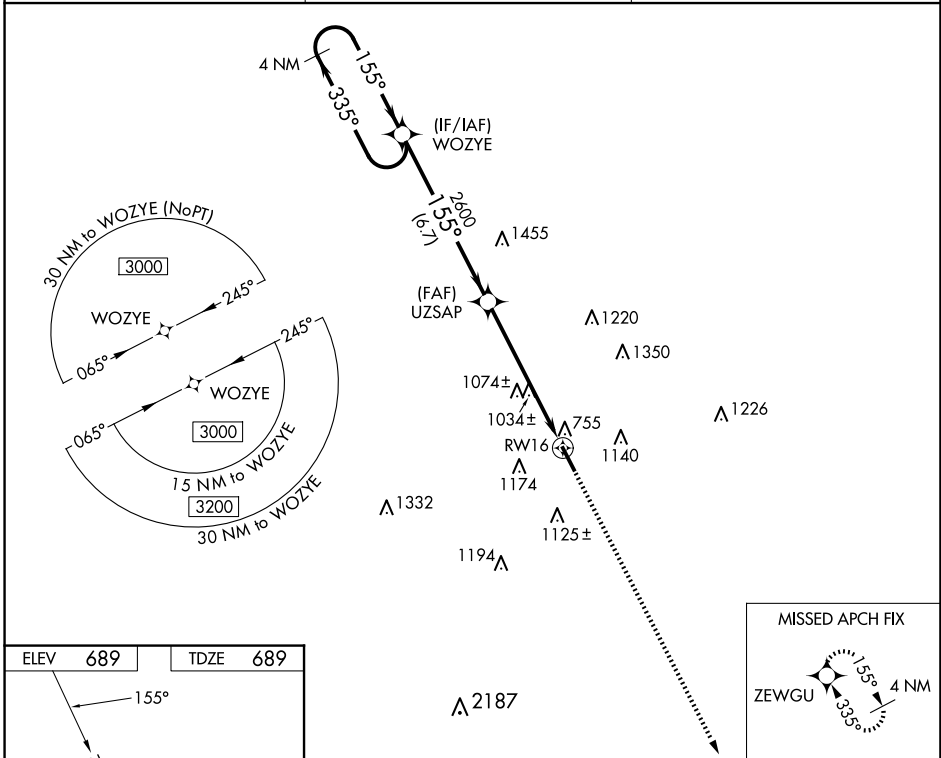 4 NM
155°
335°
(IF/IAF)
WOZYE
2600
155°
(6.7)
1455
30 NM to WOZYE (NoPT)
3000
WOZYE
245°
065°
(FAF)
UZSAP
1220
1350
245°
WOZYE
065°
3000
15 NM to WOZYE
3200
30 NM to WOZYE
1074±
1034±
755
1226
RW16
1140
1174
1332
1125±
1194
2187
MISSED APCH FIX
ZEWGU
155°
335°
4 NM
ELEV 689
TDZE 689
155°